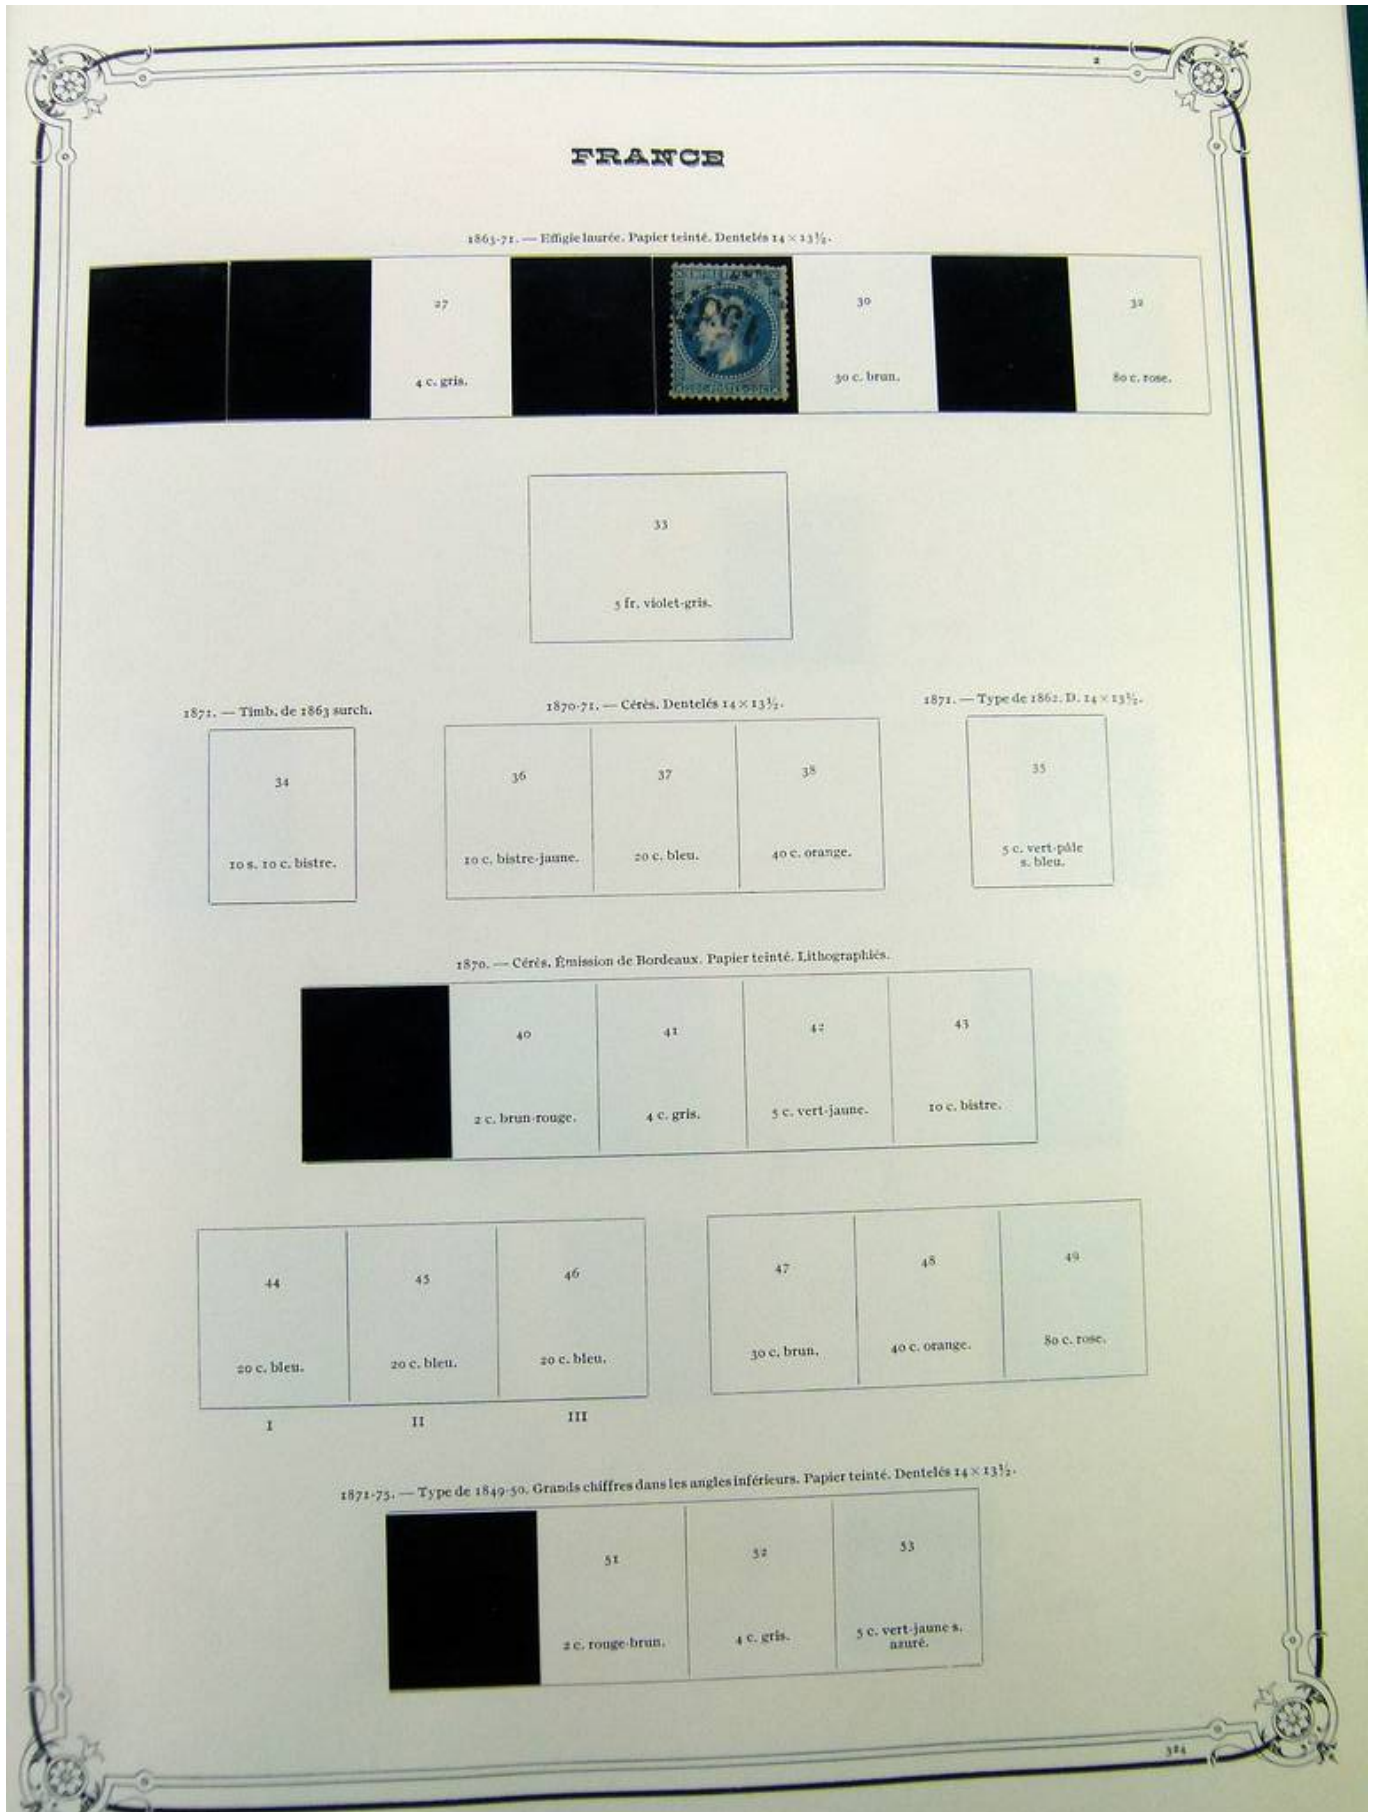 2
FRANCE
1863-71. — Effigie laurée. Papier teinté. Dentelés 14 × 13½.
27
30
32
4 c. gris.
30 c. brun.
80 c. rose.
33
5 fr. violet-gris.
1871. — Timb. de 1863 surch.
1870-71. — Cérès. Dentelés 14 × 13½.
1871. — Type de 1862. D. 14 × 13½.
34
36
37
38
35
10 s. 10 c. bistre.
10 c. bistre-jaune.
20 c. bleu.
40 c. orange.
5 c. vert-pâle
s. bleu.
1870. — Cérès. Émission de Bordeaux. Papier teinté. Lithographiés.
40
41
42
43
2 c. brun-rouge.
4 c. gris.
5 c. vert-jaune.
10 c. bistre.
44
45
46
47
48
49
20 c. bleu.
20 c. bleu.
20 c. bleu.
30 c. brun.
40 c. orange.
80 c. rose.
I
II
III
1871-75. — Type de 1849-50. Grands chiffres dans les angles inférieurs. Papier teinté. Dentelés 14 × 13½.
51
52
53
2 c. rouge-brun.
4 c. gris.
5 c. vert-jaune s.
azuré.
324